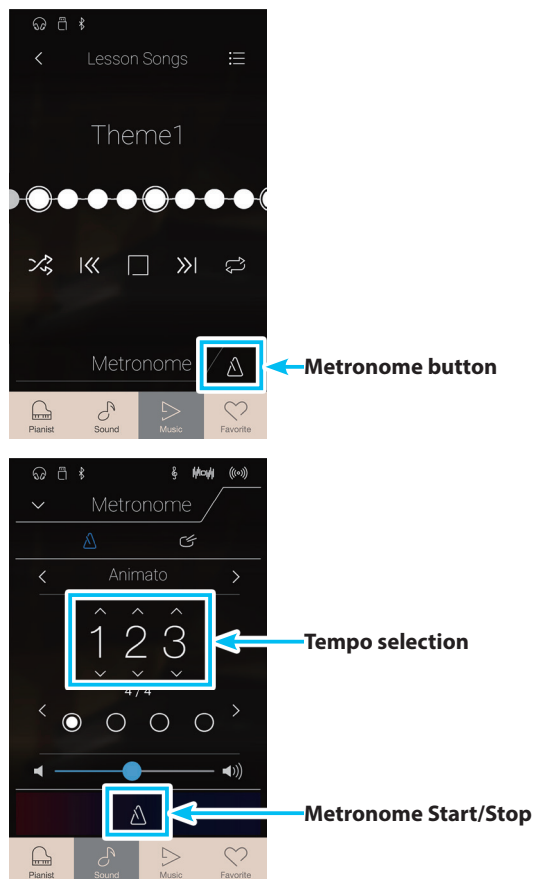 Lesson Songs
Theme1
Metronome
Metronome button
Pianist
Sound
Music
Favorite
Metronome
Animato
1 2 3
Tempo selection
4 / 4
Metronome Start/Stop
Pianist
Sound
Music
Favorite